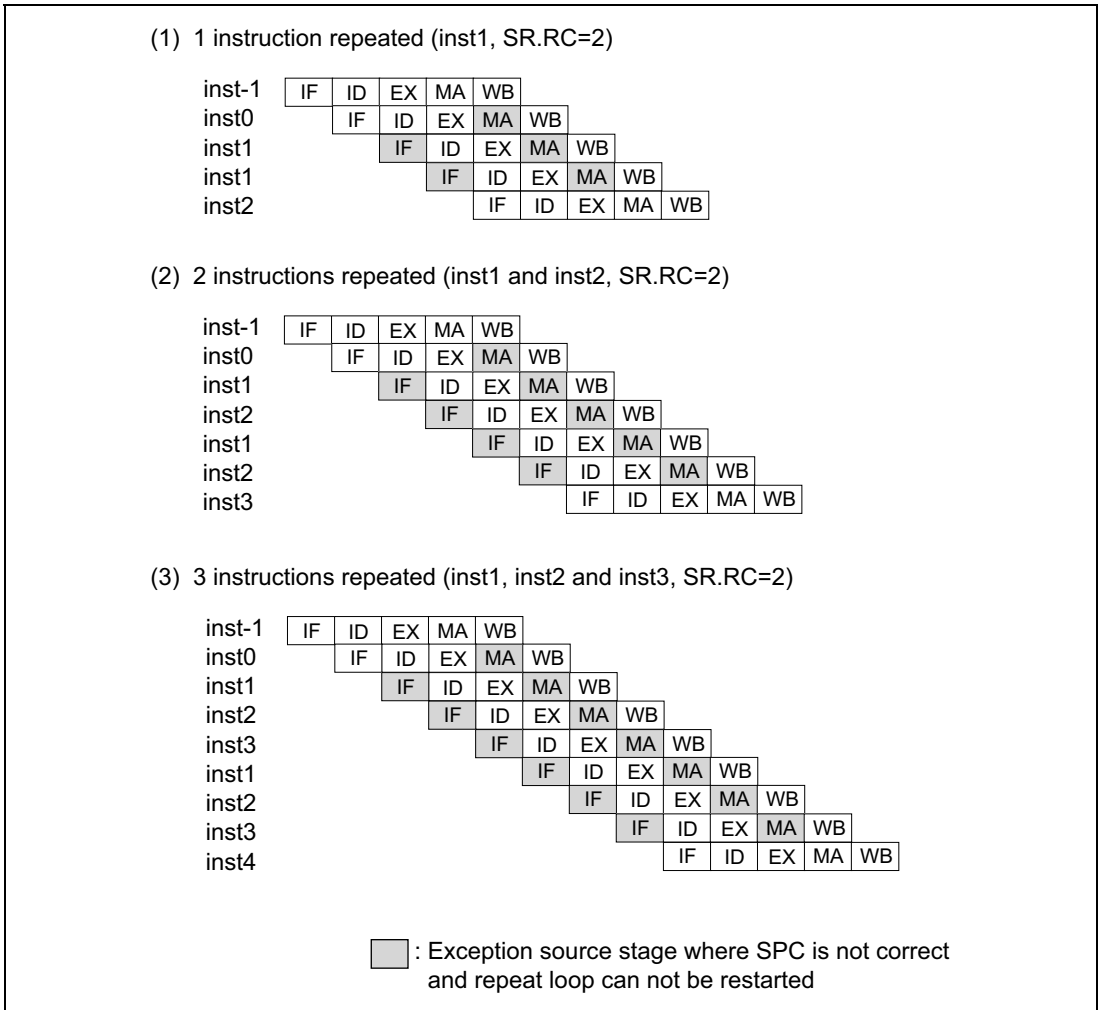 (1) 1 instruction repeated (inst1, SR.RC=2)
inst-1 IF ID EX MA WB
inst0 IF ID EX MA WB
inst1 IF ID EX MA WB
inst1 IF ID EX MA WB
inst2 IF ID EX MA WB
(2) 2 instructions repeated (inst1 and inst2, SR.RC=2)
inst-1 IF ID EX MA WB
inst0 IF ID EX MA WB
inst1 IF ID EX MA WB
inst2 IF ID EX MA WB
inst1 IF ID EX MA WB
inst2 IF ID EX MA WB
inst3 IF ID EX MA WB
(3) 3 instructions repeated (inst1, inst2 and inst3, SR.RC=2)
inst-1 IF ID EX MA WB
inst0 IF ID EX MA WB
inst1 IF ID EX MA WB
inst2 IF ID EX MA WB
inst3 IF ID EX MA WB
inst1 IF ID EX MA WB
inst2 IF ID EX MA WB
inst3 IF ID EX MA WB
inst4 IF ID EX MA WB
: Exception source stage where SPC is not correct
and repeat loop can not be restarted